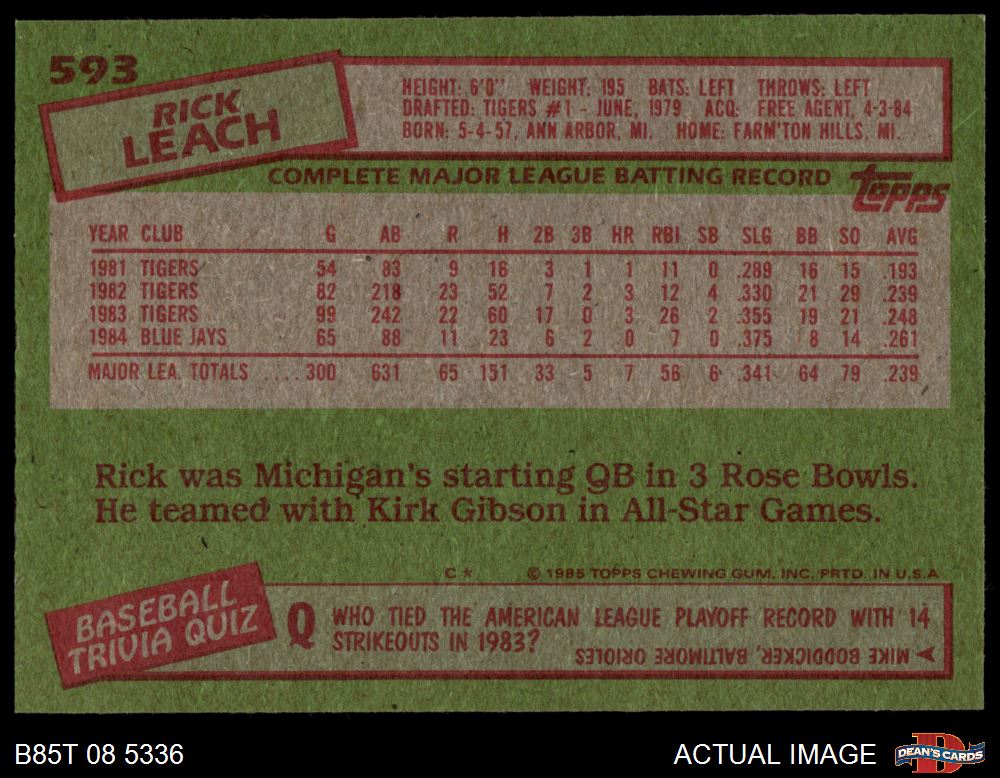 593
RICK
LEACH
HEIGHT: 6'0" WEIGHT: 195 BATS: LEFT THROWS: LEFT
DRAFTED: TIGERS #1 - JUNE, 1979 ACQ: FREE AGENT, 4-3-84
BORN: 5-4-57, ANN ARBOR, MI. HOME: FARM'TON HILLS, MI.
COMPLETE MAJOR LEAGUE BATTING RECORD
topps
YEAR CLUB G AB R H 2B 3B HR RBI SB SLG BB SO AVG
1981 TIGERS 54 83 9 16 3 1 1 11 0 .289 16 15 .193
1982 TIGERS 82 218 23 52 7 2 3 12 4 .330 21 29 .239
1983 TIGERS 99 242 22 60 17 0 3 26 2 .355 19 21 .248
1984 BLUE JAYS 65 88 11 23 6 2 0 7 0 .375 8 14 .261
MAJOR LEA. TOTALS .... 300 631 65 151 33 5 7 56 6 .341 64 79 .239
Rick was Michigan's starting QB in 3 Rose Bowls.
He teamed with Kirk Gibson in All-Star Games.
C* © 1985 TOPPS CHEWING GUM, INC. PRTD. IN U.S.A.
BASEBALL
TRIVIA QUIZ
Q WHO TIED THE AMERICAN LEAGUE PLAYOFF RECORD WITH 14
STRIKEOUTS IN 1983?
MIKE BODDICKER, BALTIMORE ORIOLES
B85T 08 5336
ACTUAL IMAGE
D
DEAN'S CARDS